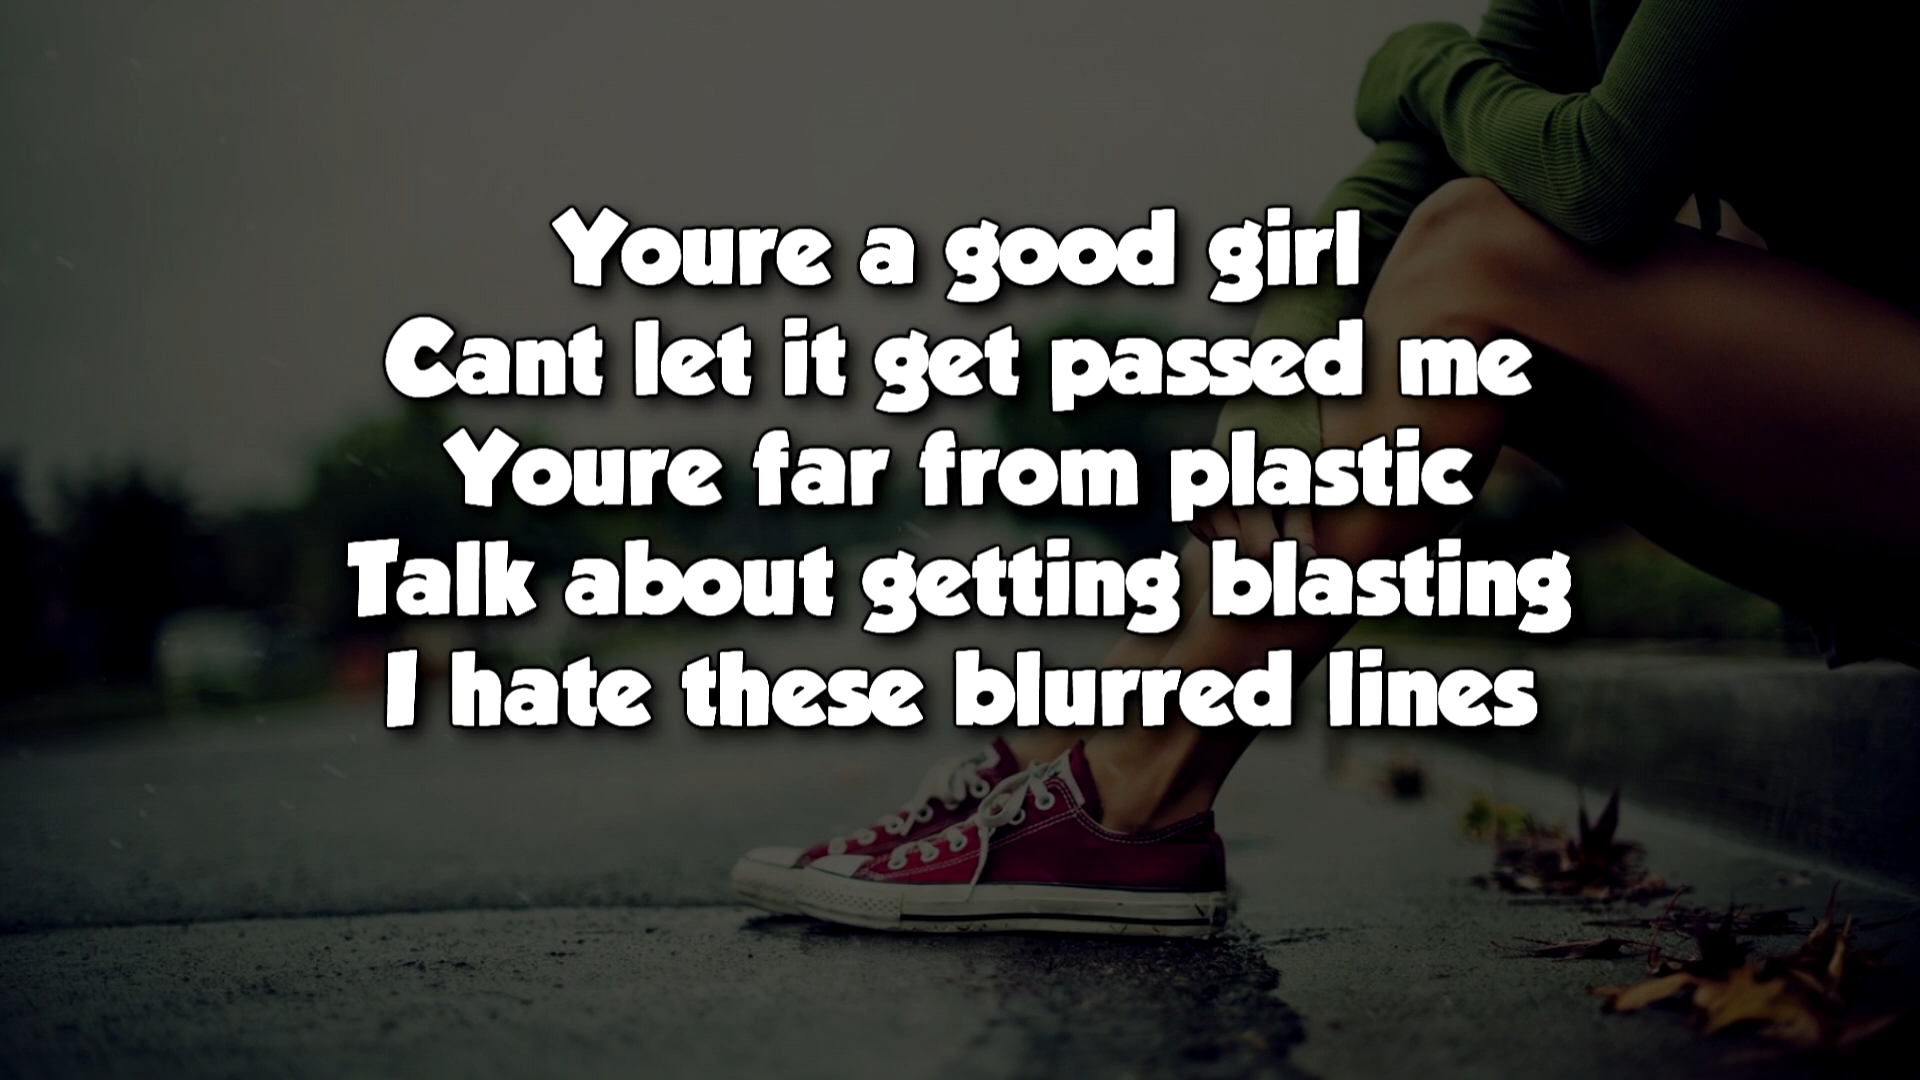 Youre a good girl
Cant let it get passed me
Youre far from plastic
Talk about getting blasting
I hate these blurred lines